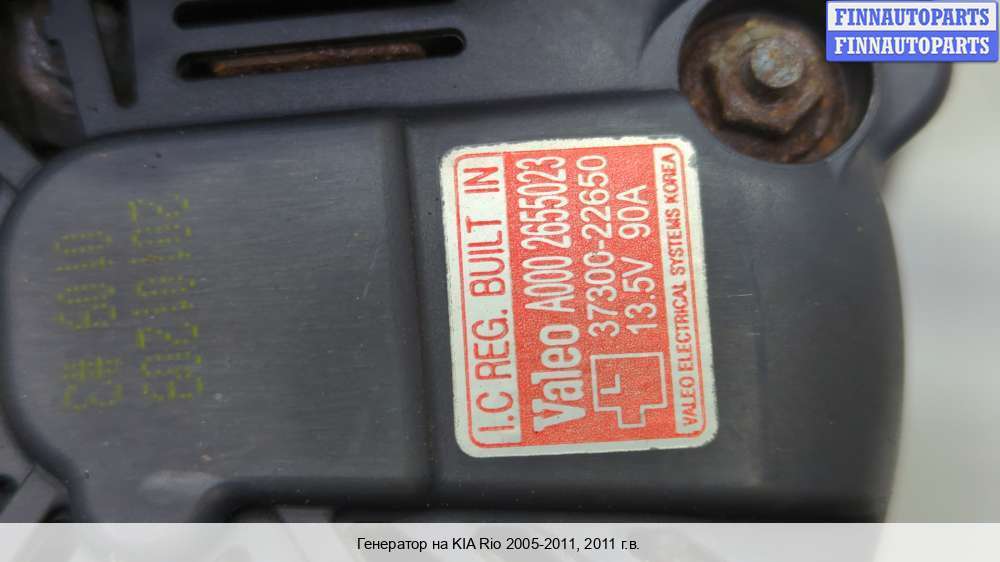 FINNAUTOPARTS
FINNAUTOPARTS
I.C REG. BUILT IN
Valeo A000 2655023
37300-22650
L
13.5V 90A
VALEO ELECTRICAL SYSTEMS KOREA
Генератор на KIA Rio 2005-2011, 2011 г.в.